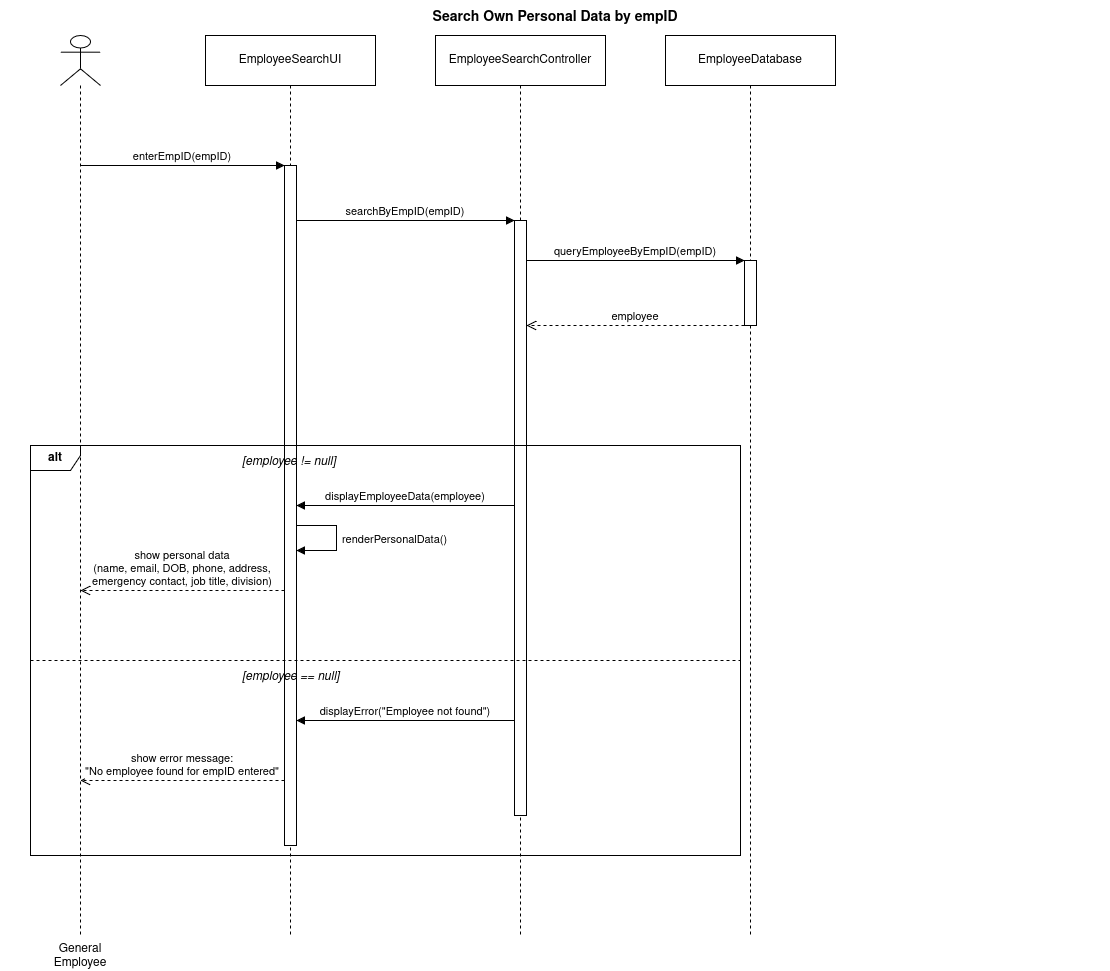 Search Own Personal Data by empID
EmployeeSearchUI
EmployeeSearchController
EmployeeDatabase
enterEmpID(empID)
searchByEmpID(empID)
queryEmployeeByEmpID(empID)
employee
alt
[employee != null]
displayEmployeeData(employee)
renderPersonalData()
show personal data
(name, email, DOB, phone, address,
emergency contact, job title, division)
[employee == null]
displayError("Employee not found")
show error message:
"No employee found for empID entered"
General
Employee